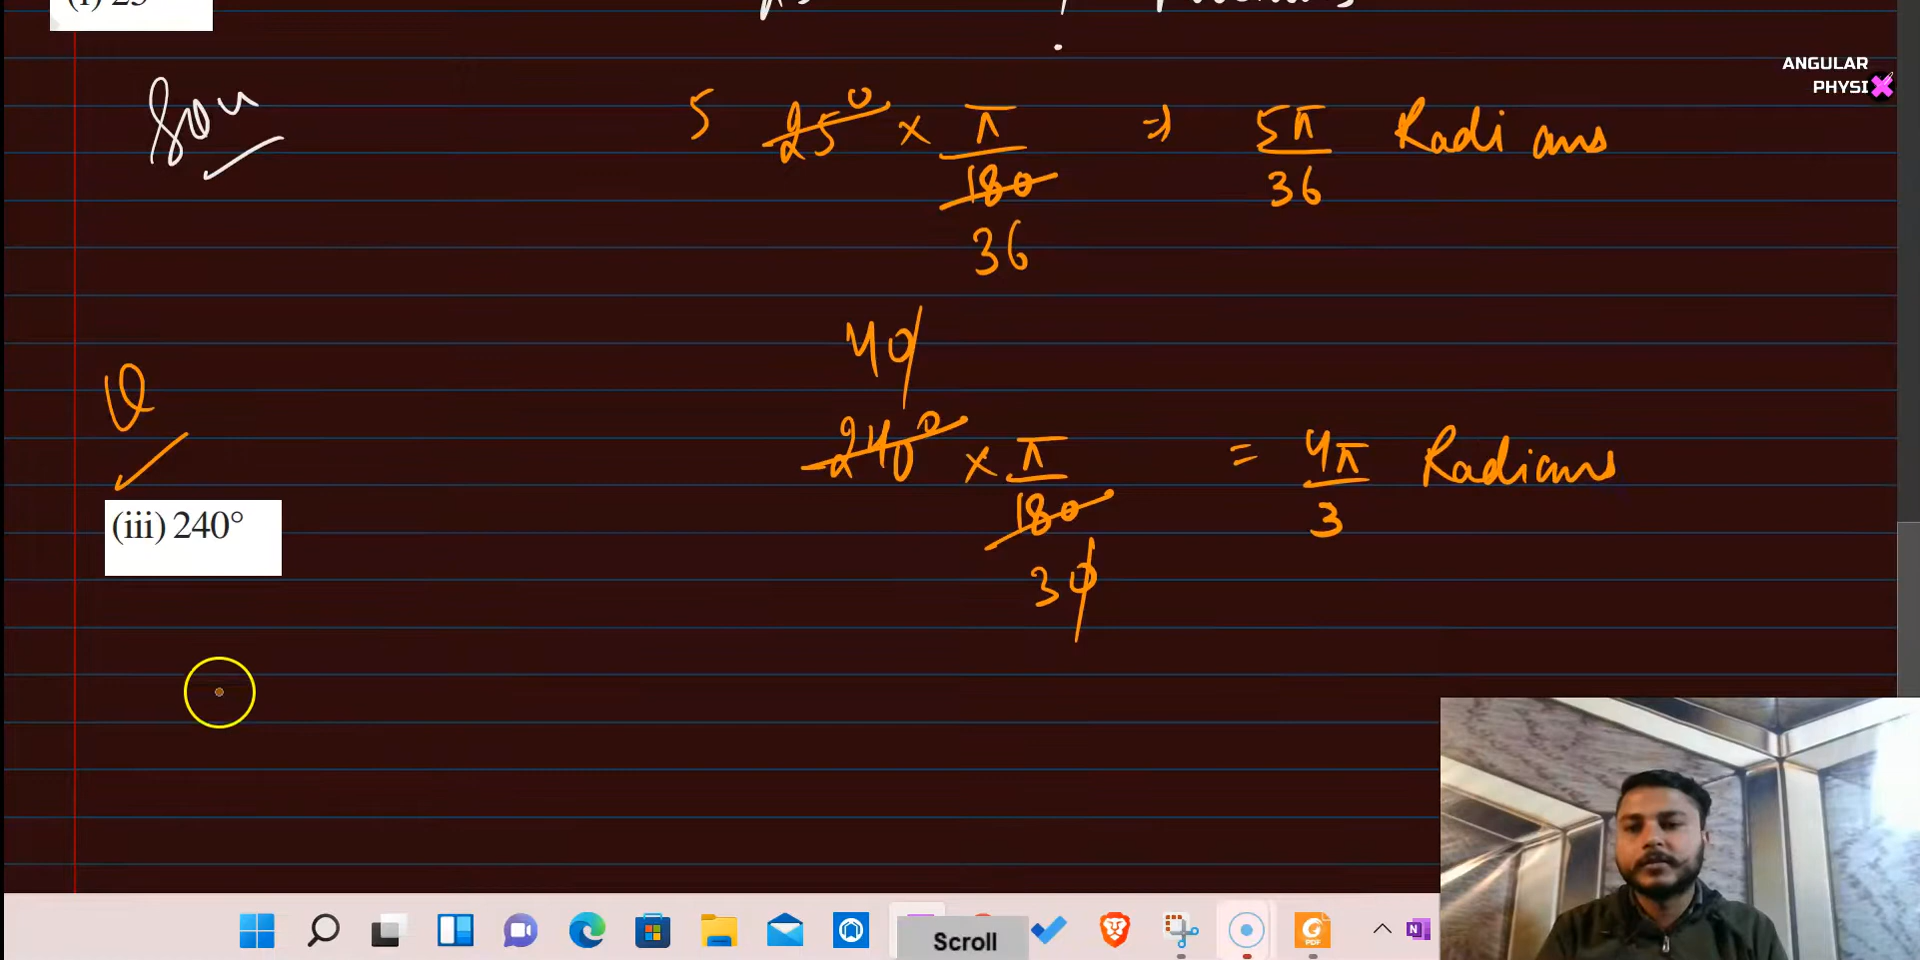 (i) 25
ANGULAR
PHYSI
5 25° × π/180 ⇒ 5π/36 Radians
36
40
240° × π/180 = 4π/3 Radians
30
Q
(iii) 240°
Scroll